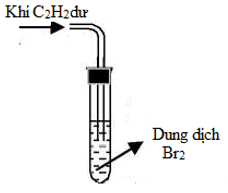 Khí C2H2dư
Dung dịch
Br2